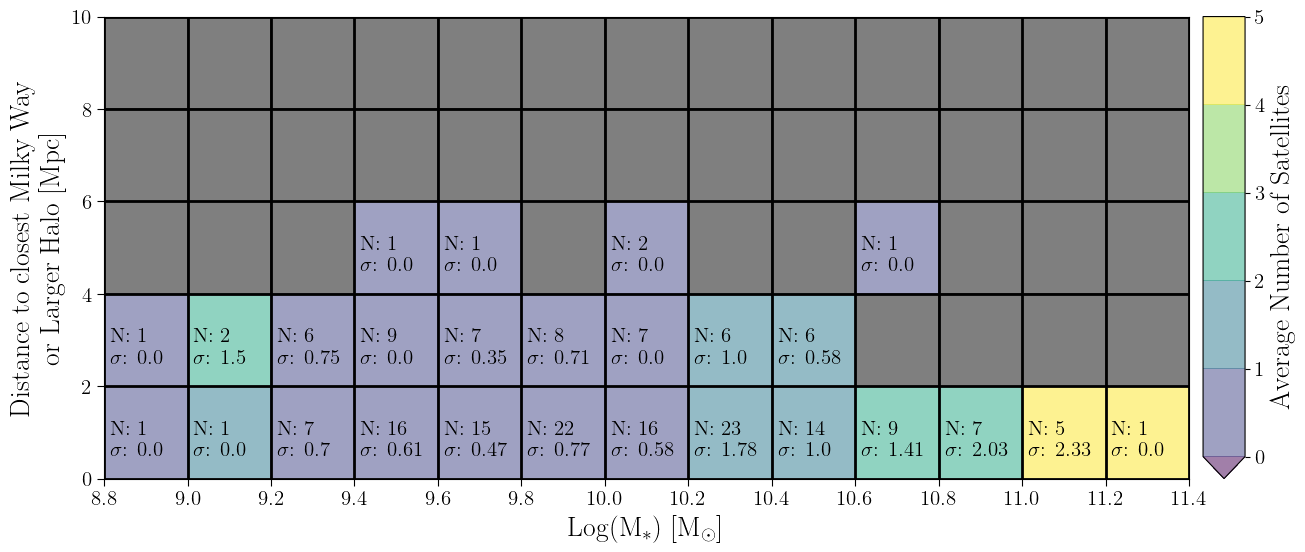 10
8
6
4
2
0
Distance to closest Milky Way
or Larger Halo [Mpc]
N: 1
σ: 0.0
N: 1
σ: 0.0
N: 2
σ: 0.0
N: 1
σ: 0.0
N: 1
σ: 0.0
N: 2
σ: 1.5
N: 6
σ: 0.75
N: 9
σ: 0.0
N: 7
σ: 0.35
N: 8
σ: 0.71
N: 7
σ: 0.0
N: 6
σ: 1.0
N: 6
σ: 0.58
N: 1
σ: 0.0
N: 1
σ: 0.0
N: 7
σ: 0.7
N: 16
σ: 0.61
N: 15
σ: 0.47
N: 22
σ: 0.77
N: 16
σ: 0.58
N: 23
σ: 1.78
N: 14
σ: 1.0
N: 9
σ: 1.41
N: 7
σ: 2.03
N: 5
σ: 2.33
N: 1
σ: 0.0
8.8 9.0 9.2 9.4 9.6 9.8 10.0 10.2 10.4 10.6 10.8 11.0 11.2 11.4
Log(M<sub>*</sub>) [M<sub>⊙</sub>]
5
4
3
2
1
0
Average Number of Satellites